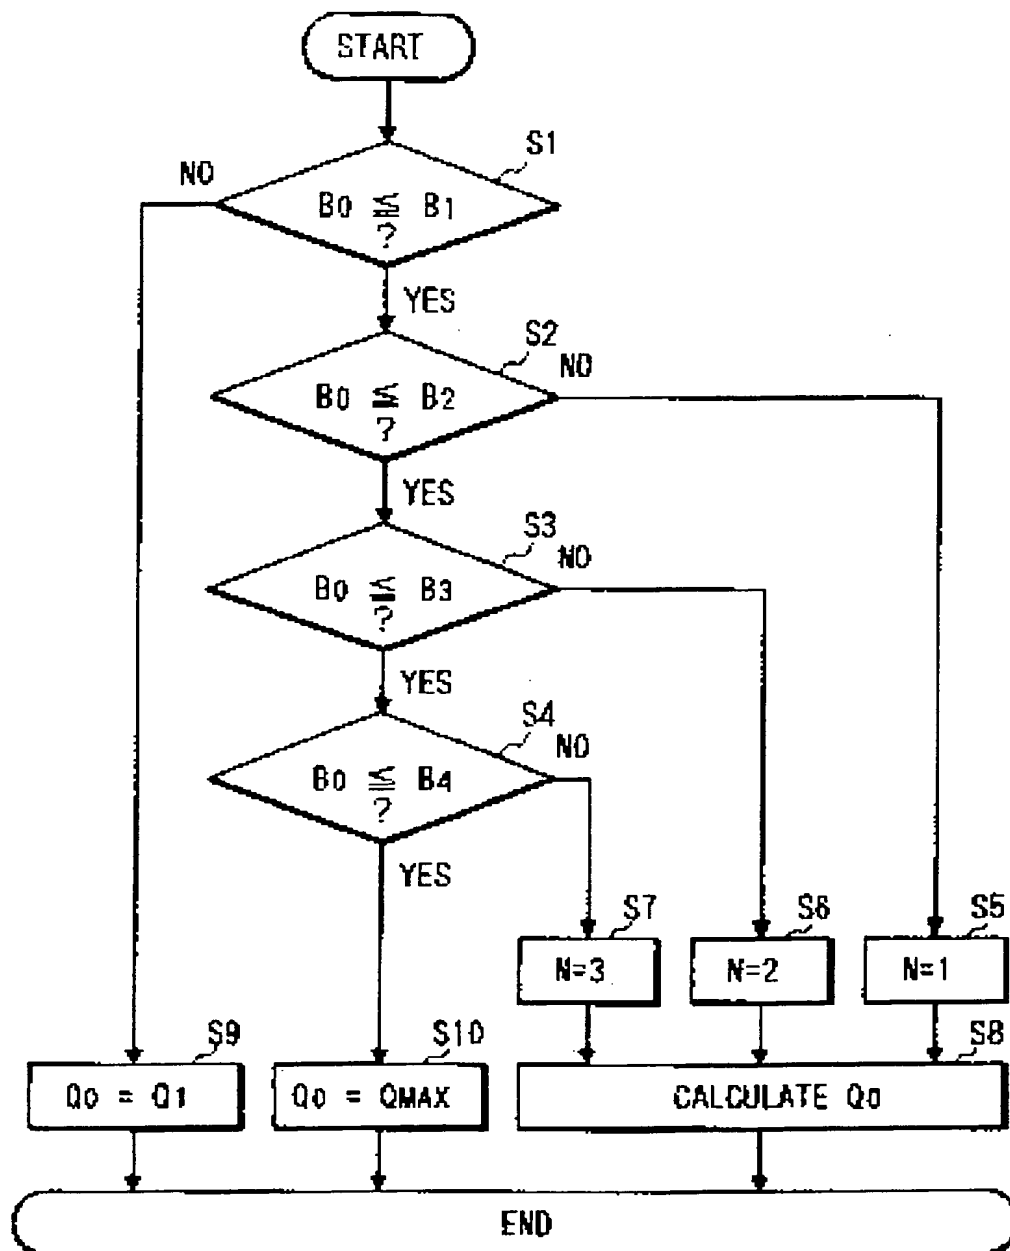 START
S1
NO
B0 ≦ B1
?
YES
S2
NO
B0 ≦ B2
?
YES
S3
NO
B0 ≦ B3
?
YES
S4
NO
B0 ≦ B4
?
YES
S7
S6
S5
N=3
N=2
N=1
S9
S10
S8
Q0 = Q1
Q0 = QMAX
CALCULATE Q0
END